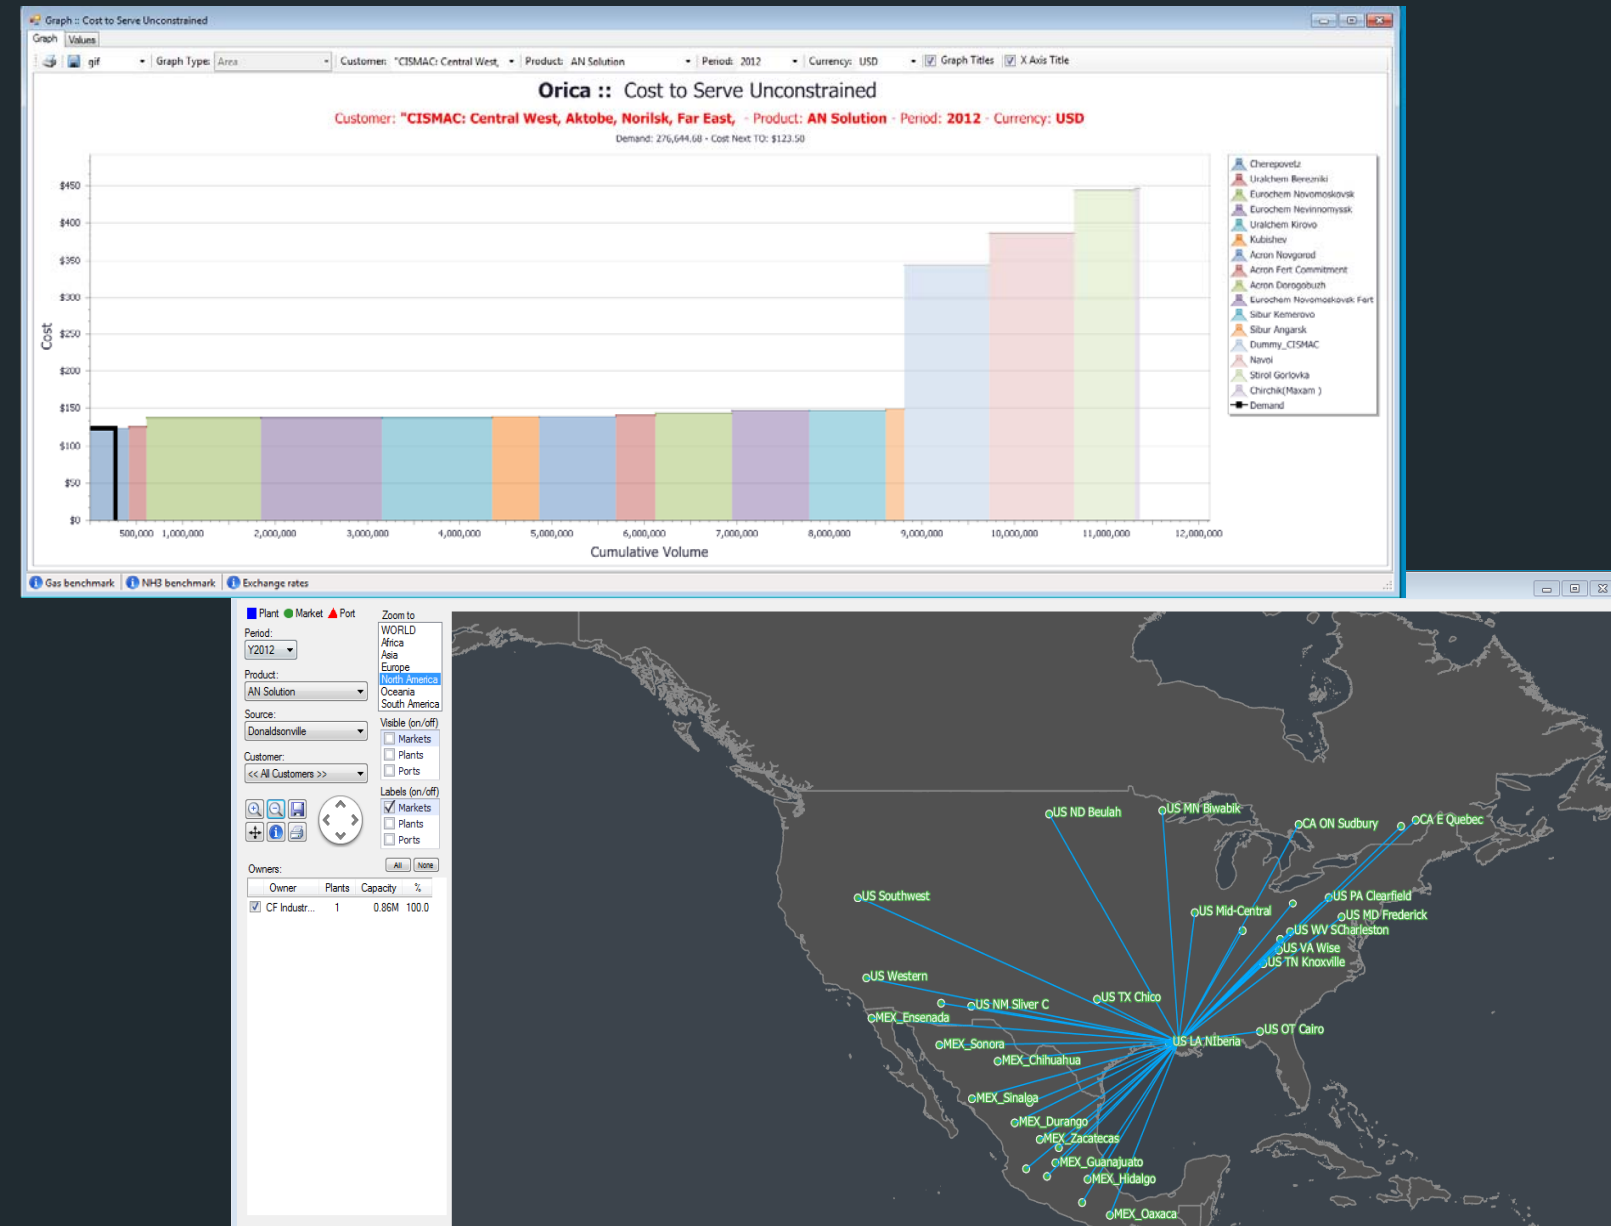 Graph :: Cost to Serve Unconstrained
Graph Values
gif Graph Type: Area Customer: "CISMAC: Central West, Product: AN Solution Period: 2012 Currency: USD Graph Titles X Axis Title
Orica :: Cost to Serve Unconstrained
Customer: "CISMAC: Central West, Aktobe, Norilsk, Far East, - Product: AN Solution - Period: 2012 - Currency: USD
Demand: 276,644.68 - Cost Next TO: $123.50
$450
$400
$350
$300
$250
$200
$150
$100
$50
$0
Cost
500,000 1,000,000 2,000,000 3,000,000 4,000,000 5,000,000 6,000,000 7,000,000 8,000,000 9,000,000 10,000,000 11,000,000 12,000,000
Cumulative Volume
Cherepovetz
Uralchem Berezniki
Eurochem Novomoskovsk
Eurochem Nevinnomyssk
Uralchem Kirovo
Kubishev
Acron Novgorod
Acron Fert Commitment
Acron Dorogobuzh
Eurochem Novomoskovsk Fert
Sibur Kemerovo
Sibur Angarsk
Dummy_CISMAC
Navoi
Stirol Gorlovka
Chirchik(Maxam )
Demand
Gas benchmark NH3 benchmark Exchange rates
Plant Market Port
Period:
Y2012
Product:
AN Solution
Source:
Donaldsonville
Customer:
<< All Customers >>
Zoom to
WORLD
Africa
Asia
Europe
North America
Oceania
South America
Visible (on/off)
Markets
Plants
Ports
Labels (on/off)
Markets
Plants
Ports
All None
Owners:
Owner Plants Capacity %
CF Industr... 1 0.86M 100.0
US ND Beulah
US MN Biwabik
CA ON Sudbury
CA E Quebec
US Southwest
US PA Clearfield
US Mid-Central
US MD Frederick
US WV SCharleston
US VA Wise
US TN Knoxville
US Western
US TX Chico
US NM Sliver C
MEX_Ensenada
US OT Cairo
US LA NIberia
MEX_Sonora
MEX_Chihuahua
MEX_Sinaloa
MEX_Durango
MEX_Zacatecas
MEX_Guanajuato
MEX_Hidalgo
MEX_Oaxaca